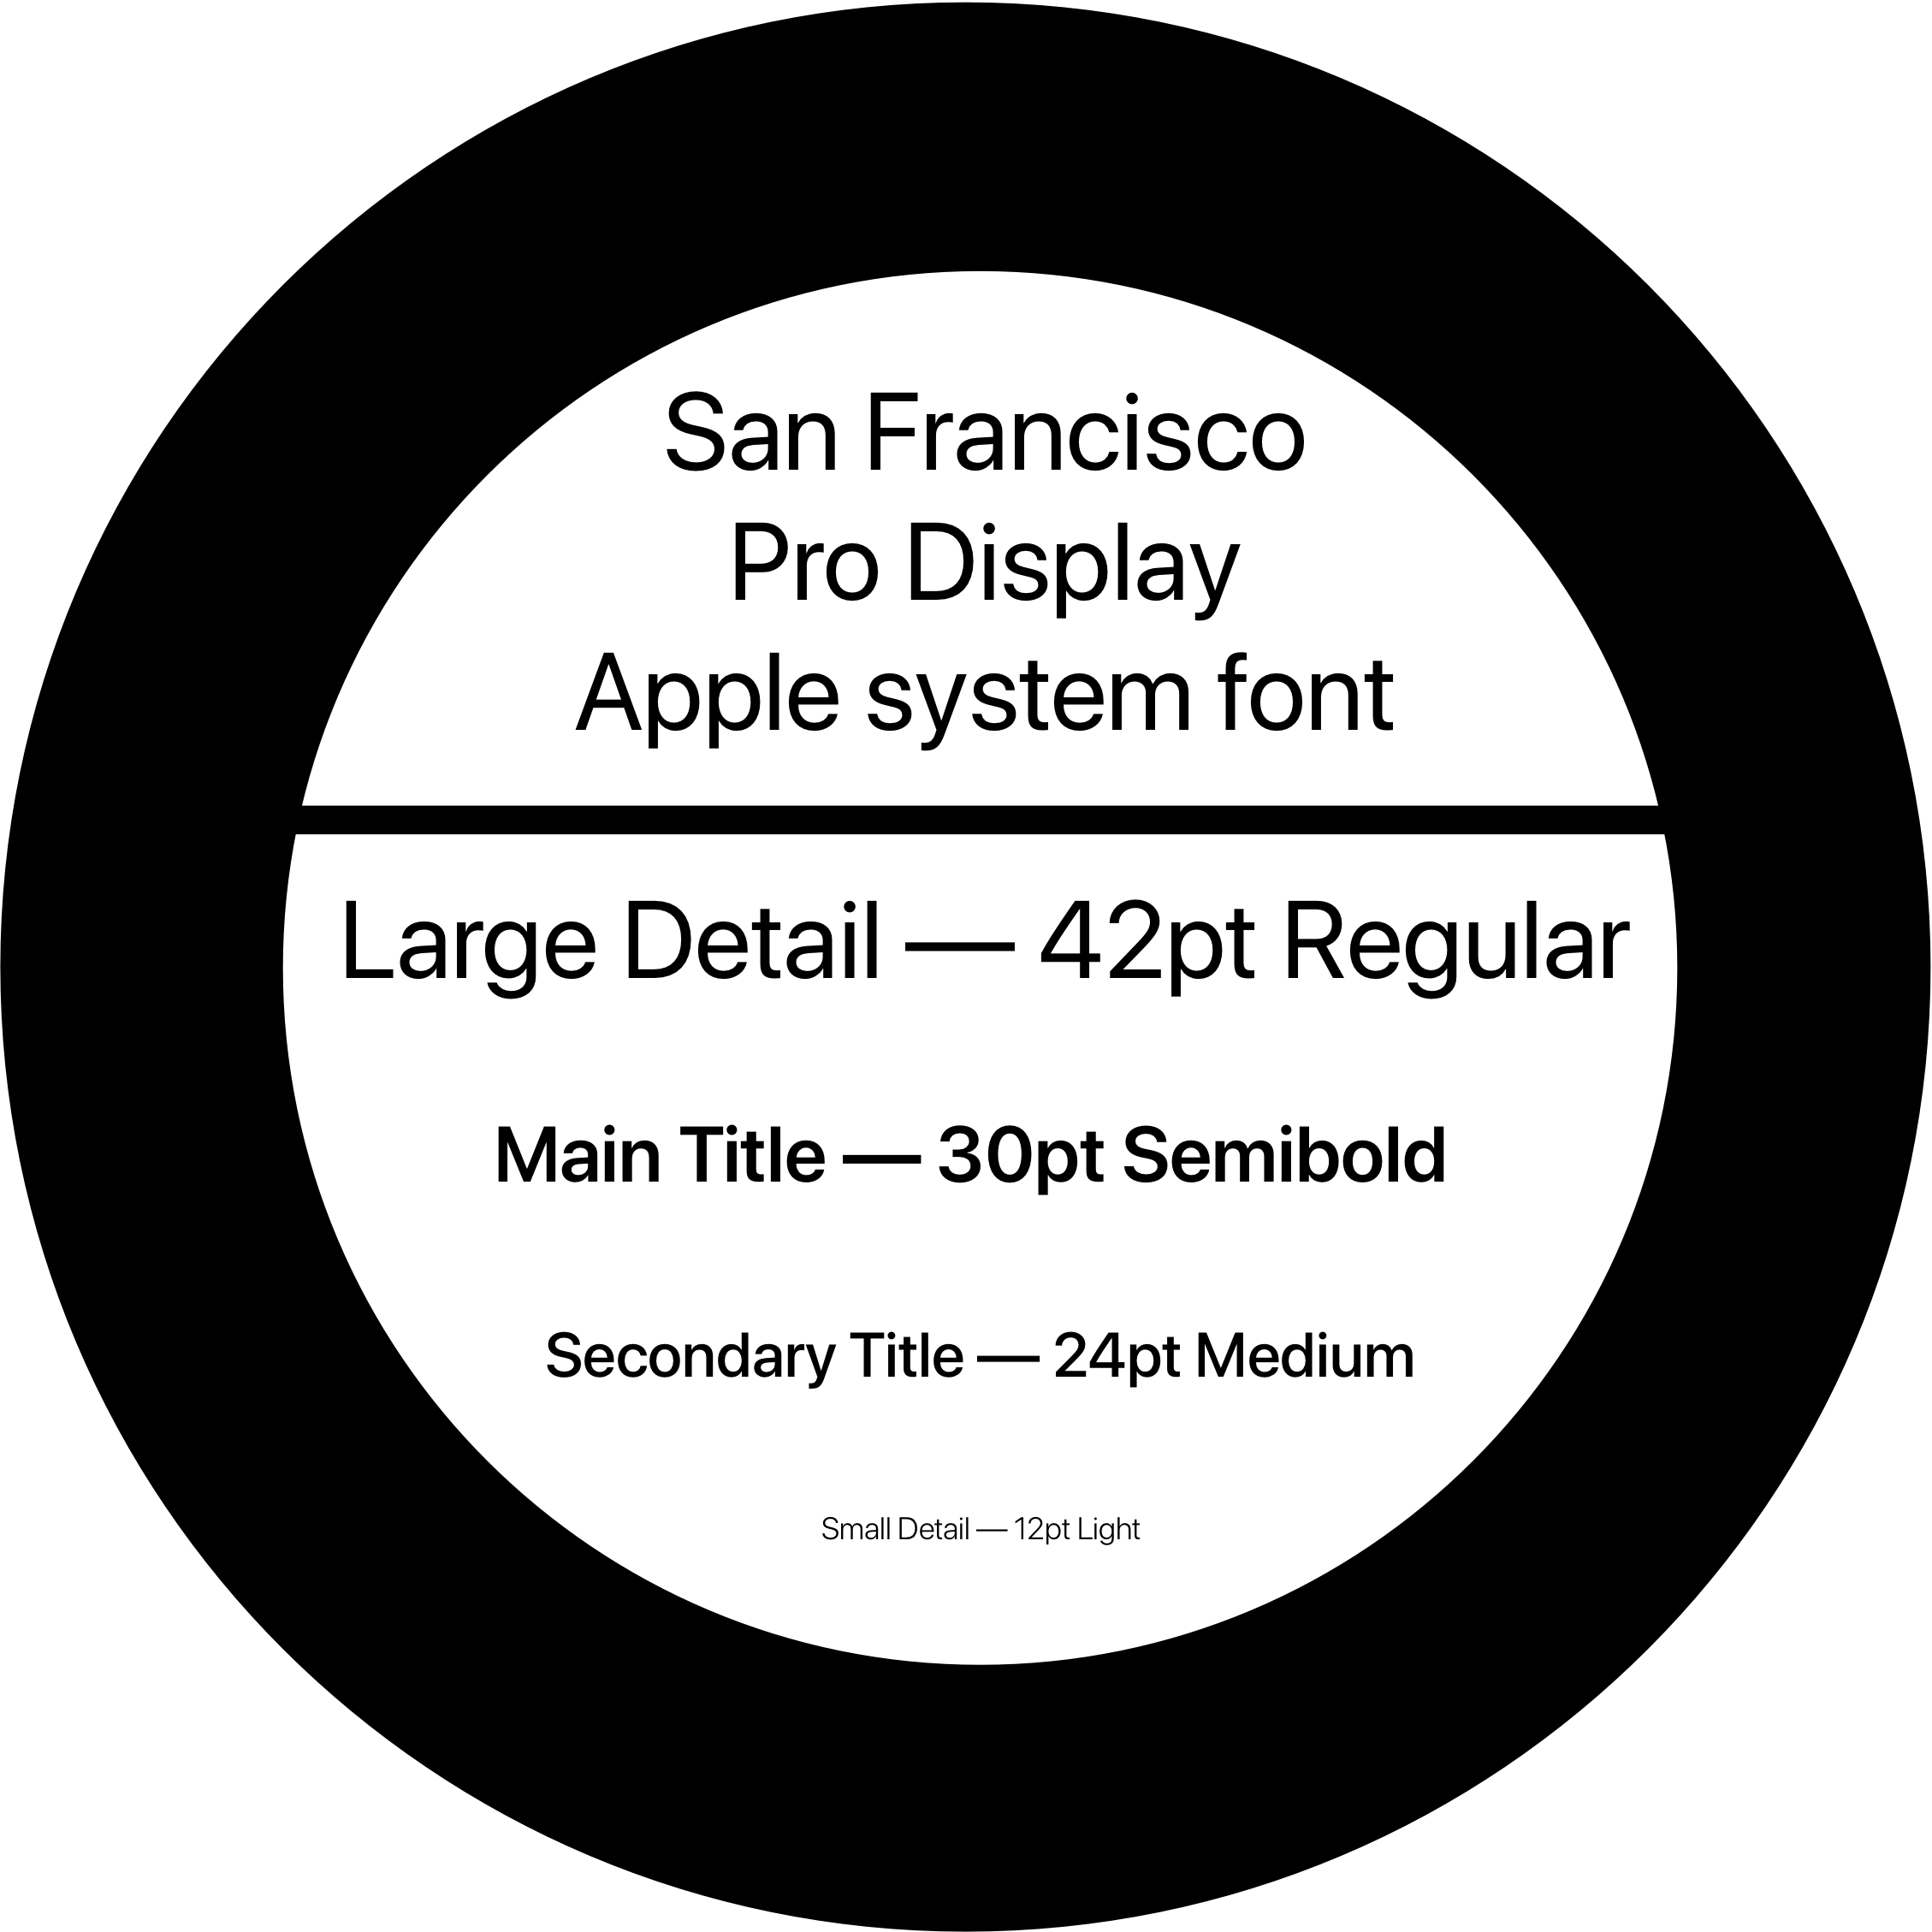 San Francisco
Pro Display
Apple system font
Large Detail — 42pt Regular
Main Title — 30pt Semibold
Secondary Title — 24pt Medium
Small Detail — 12pt Light